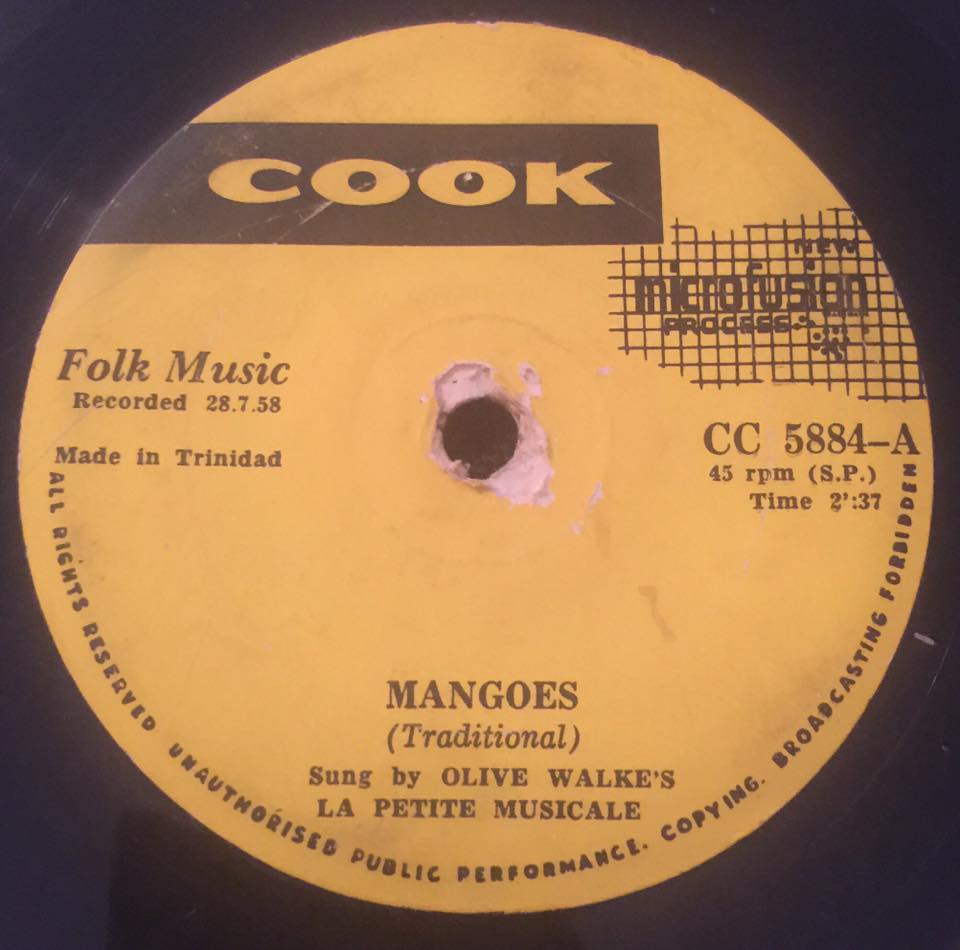 COOK
NEW
microfusion
PROCESS
Folk Music
Recorded 28.7.58
Made in Trinidad
CC 5884-A
45 rpm (S.P.)
Time 2':37
MANGOES
(Traditional)
Sung by OLIVE WALKE'S
LA PETITE MUSICALE
ALL RIGHTS RESERVED UNAUTHORISED PUBLIC PERFORMANCE. COPYING. BROADCASTING FORBIDDEN